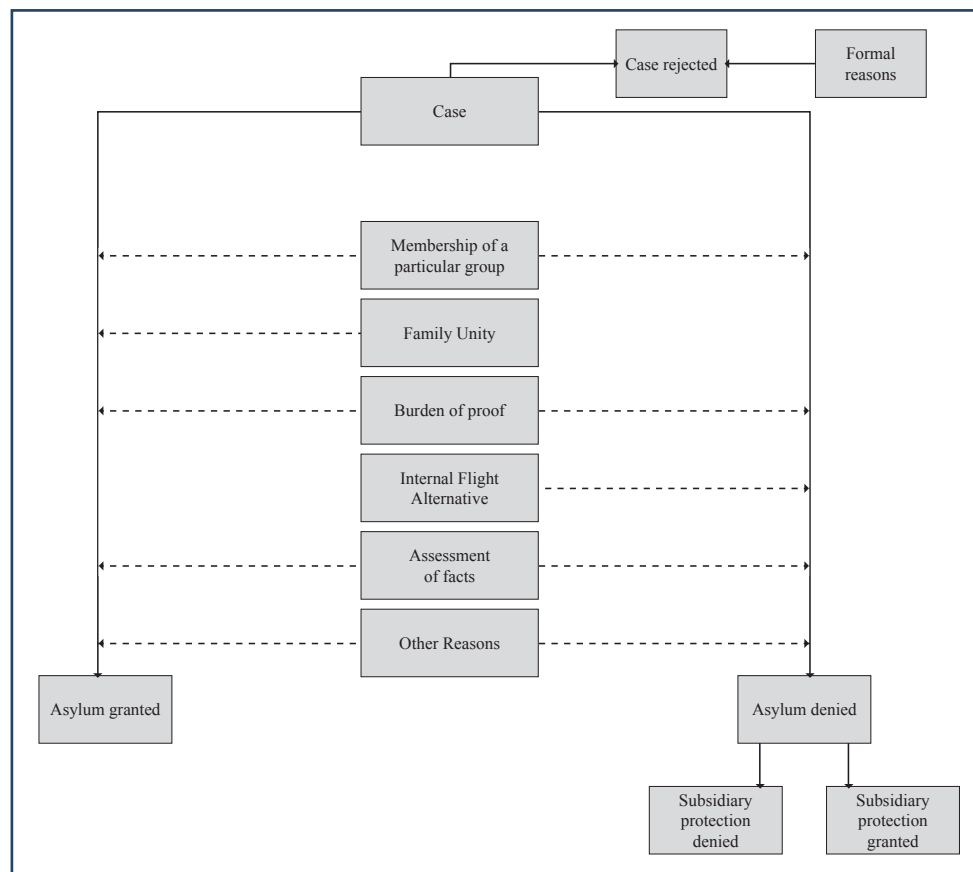 Case rejected
Formal
reasons
Case
Membership of a
particular group
Family Unity
Burden of proof
Internal Flight
Alternative
Assessment
of facts
Other Reasons
Asylum granted
Asylum denied
Subsidiary
protection
denied
Subsidiary
protection
granted